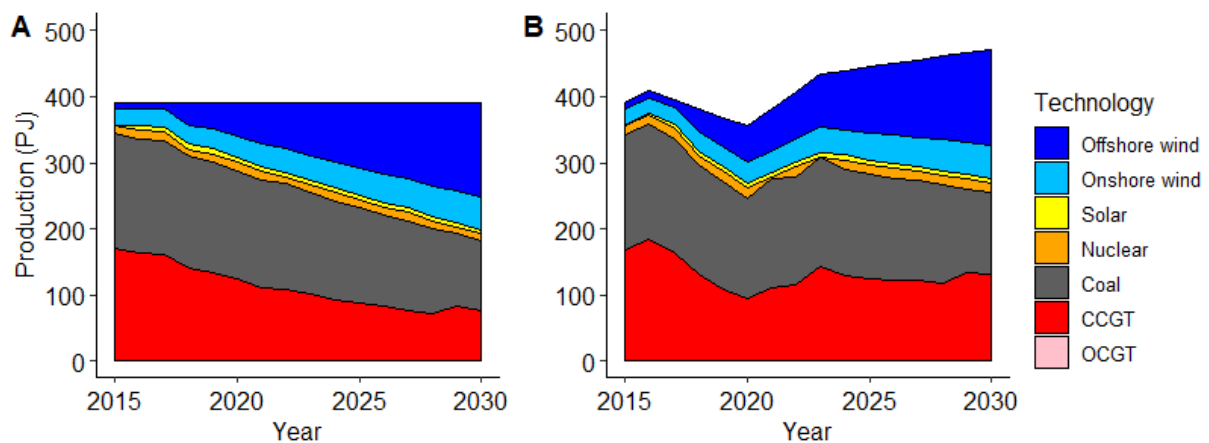 A
Production (PJ)
500
400
300
200
100
0
2015 2020 2025 2030
Year
B
500
400
300
200
100
0
2015 2020 2025 2030
Year
Technology
Offshore wind
Onshore wind
Solar
Nuclear
Coal
CCGT
OCGT